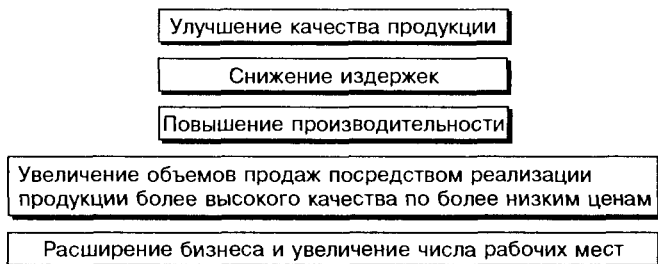 Улучшение качества продукции
Снижение издержек
Повышение производительности
Увеличение объемов продаж посредством реализации
продукции более высокого качества по более низким ценам
Расширение бизнеса и увеличение числа рабочих мест